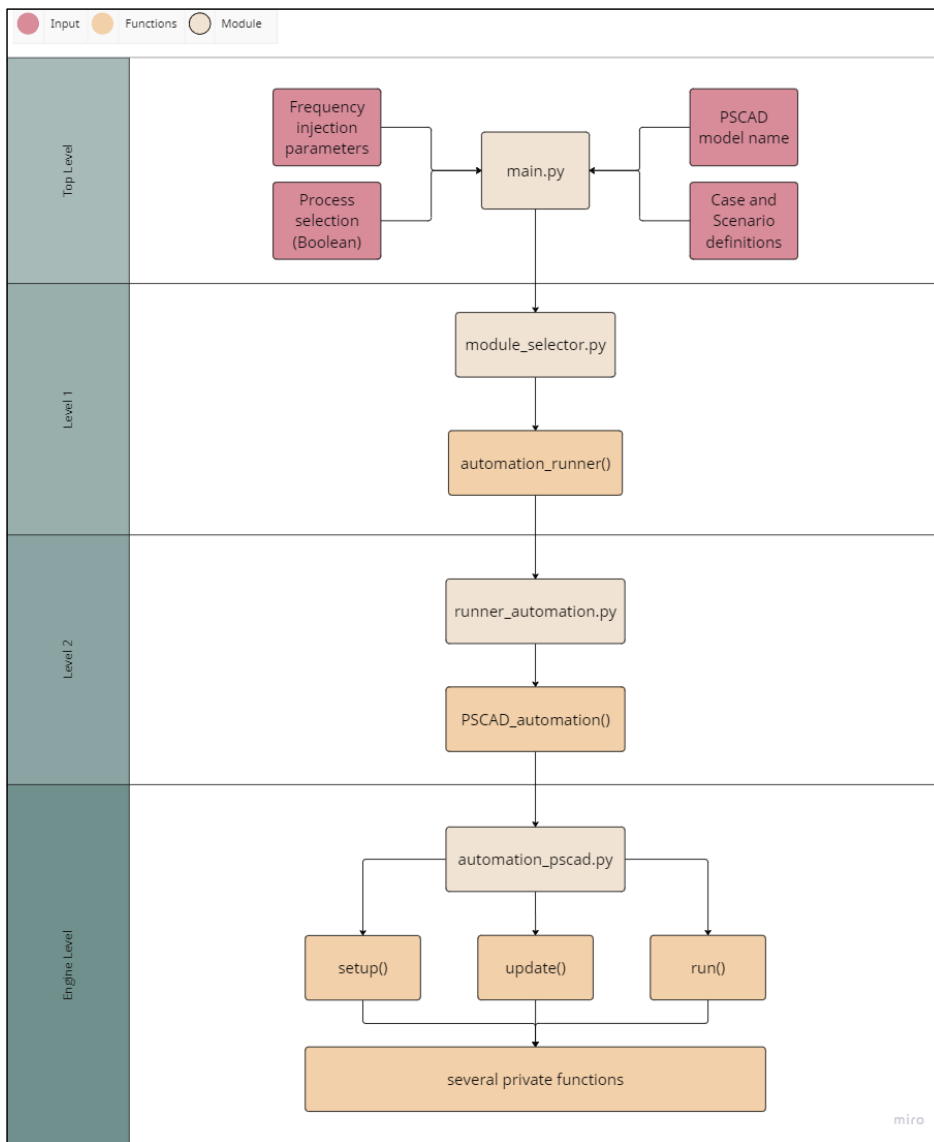 Input
Functions
Module
Top Level
Frequency
injection
parameters
Process
selection
(Boolean)
main.py
PSCAD
model name
Case and
Scenario
definitions
Level 1
module_selector.py
automation_runner()
Level 2
runner_automation.py
PSCAD_automation()
Engine Level
automation_pscad.py
setup()
update()
run()
several private functions
miro